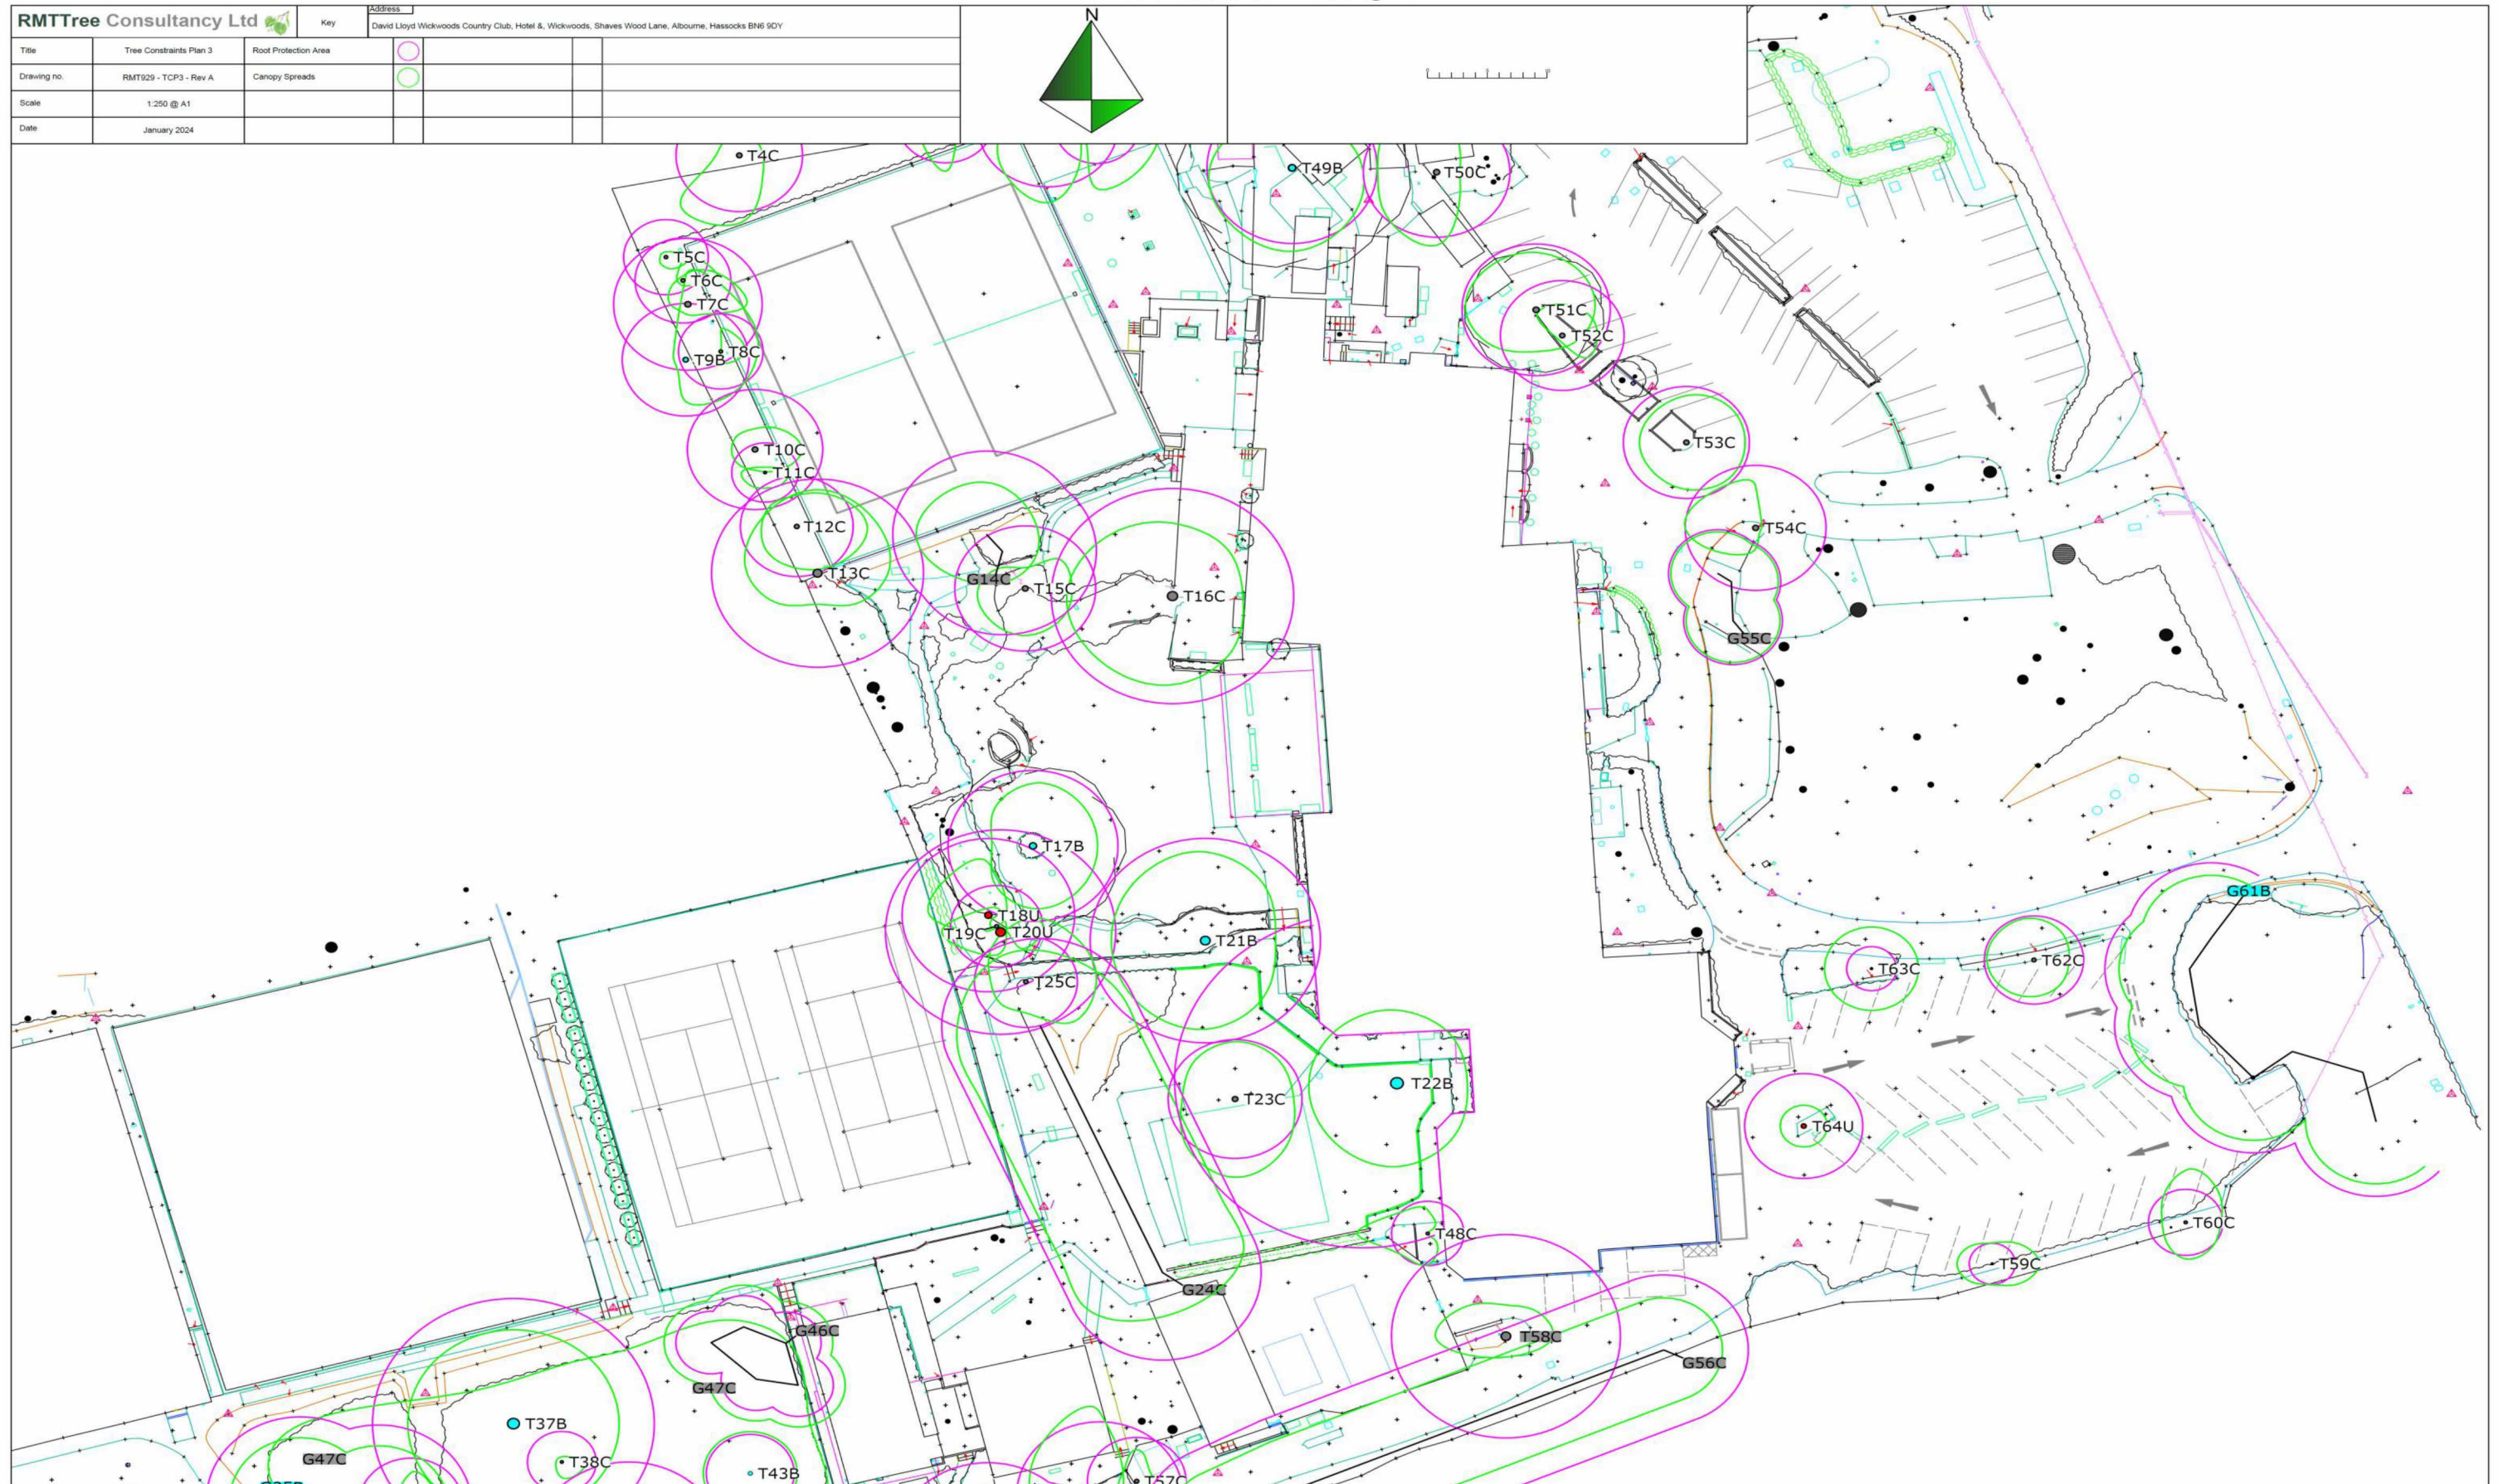 RMTTree Consultancy Ltd
Key
Address
David Lloyd Wickwoods Country Club, Hotel &, Wickwoods, Shaves Wood Lane, Albourne, Hassocks BN6 9DY
Title
Tree Constraints Plan 3
Root Protection Area
Drawing no.
RMT929 - TCP3 - Rev A
Canopy Spreads
Scale
1:250 @ A1
Date
January 2024
N
T4C
T49B
T50C
T5C
T6C
T7C
T8C
T9B
T51C
T52C
T10C
T11C
T53C
T12C
T54C
T13C
G14C
T15C
T16C
G55C
T17B
G61B
T18U
T19C
T20U
T21B
T63C
T62C
T25C
T22B
T23C
T64U
T48C
T60C
T59C
G24C
G46C
T58C
G56C
G47C
T37B
G47C
T38C
T43B
T57C